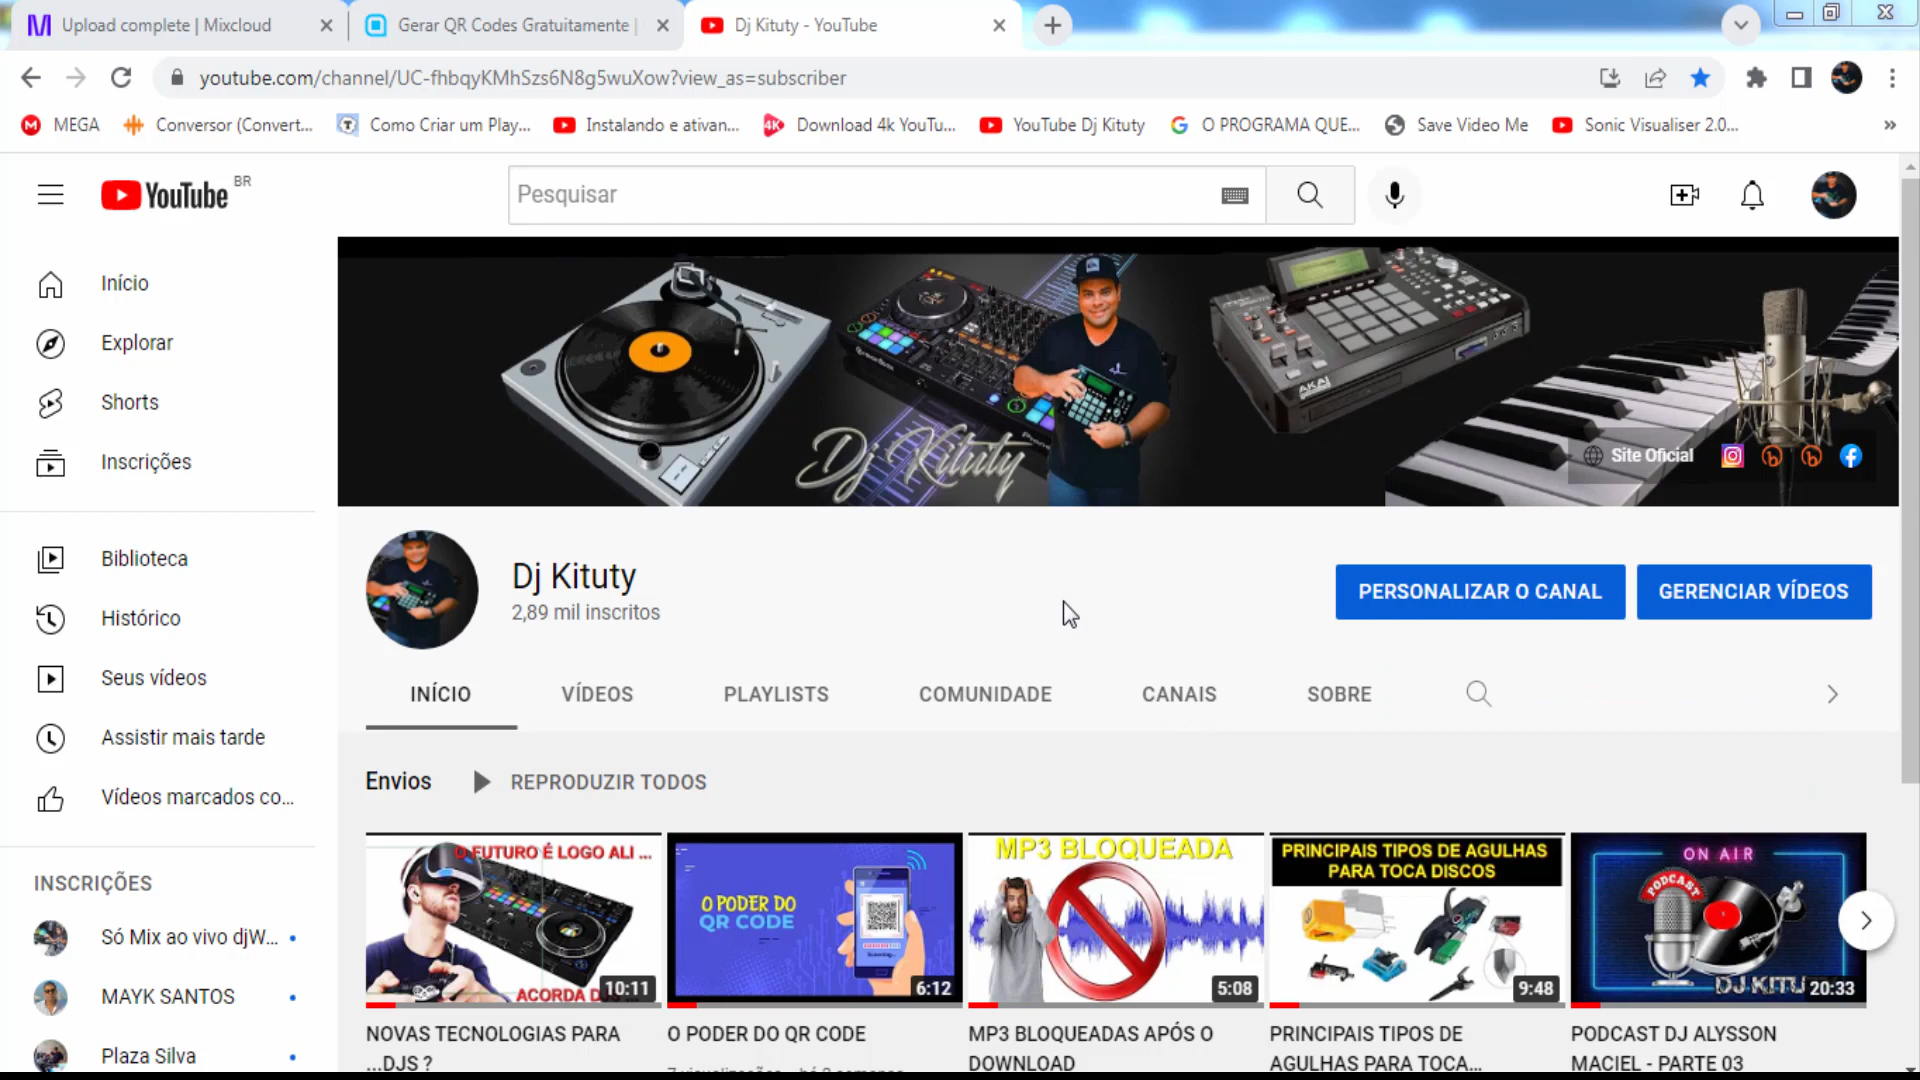 Upload complete | Mixcloud
Gerar QR Codes Gratuitamente |
Dj Kituty - YouTube
youtube.com/channel/UC-fhbqyKMhSzs6N8g5wuXow?view_as=subscriber
MEGA
Conversor (Convert...
Como Criar um Play...
Instalando e ativan...
Download 4k YouTu...
YouTube Dj Kituty
O PROGRAMA QUE...
Save Video Me
Sonic Visualiser 2.0...
YouTube BR
Pesquisar
Início
Explorar
Shorts
Inscrições
Biblioteca
Histórico
Seus vídeos
Assistir mais tarde
Vídeos marcados co...
INSCRIÇÕES
Só Mix ao vivo djW...
MAYK SANTOS
Plaza Silva
AKAI
Dj Kituty
Site Oficial
Dj Kituty
2,89 mil inscritos
PERSONALIZAR O CANAL
GERENCIAR VÍDEOS
INÍCIO
VÍDEOS
PLAYLISTS
COMUNIDADE
CANAIS
SOBRE
Envios
REPRODUZIR TODOS
O FUTURO É LOGO ALI ...
ACORDA DJS
10:11
NOVAS TECNOLOGIAS PARA
...DJS ?
O PODER DO
QR CODE
6:12
O PODER DO QR CODE
MP3 BLOQUEADA
5:08
MP3 BLOQUEADAS APÓS O
DOWNLOAD
PRINCIPAIS TIPOS DE AGULHAS
PARA TOCA DISCOS
9:48
PRINCIPAIS TIPOS DE
AGULHAS PARA TOCA...
ON AIR
PODCAST
DJ KITU
20:33
PODCAST DJ ALYSSON
MACIEL - PARTE 03